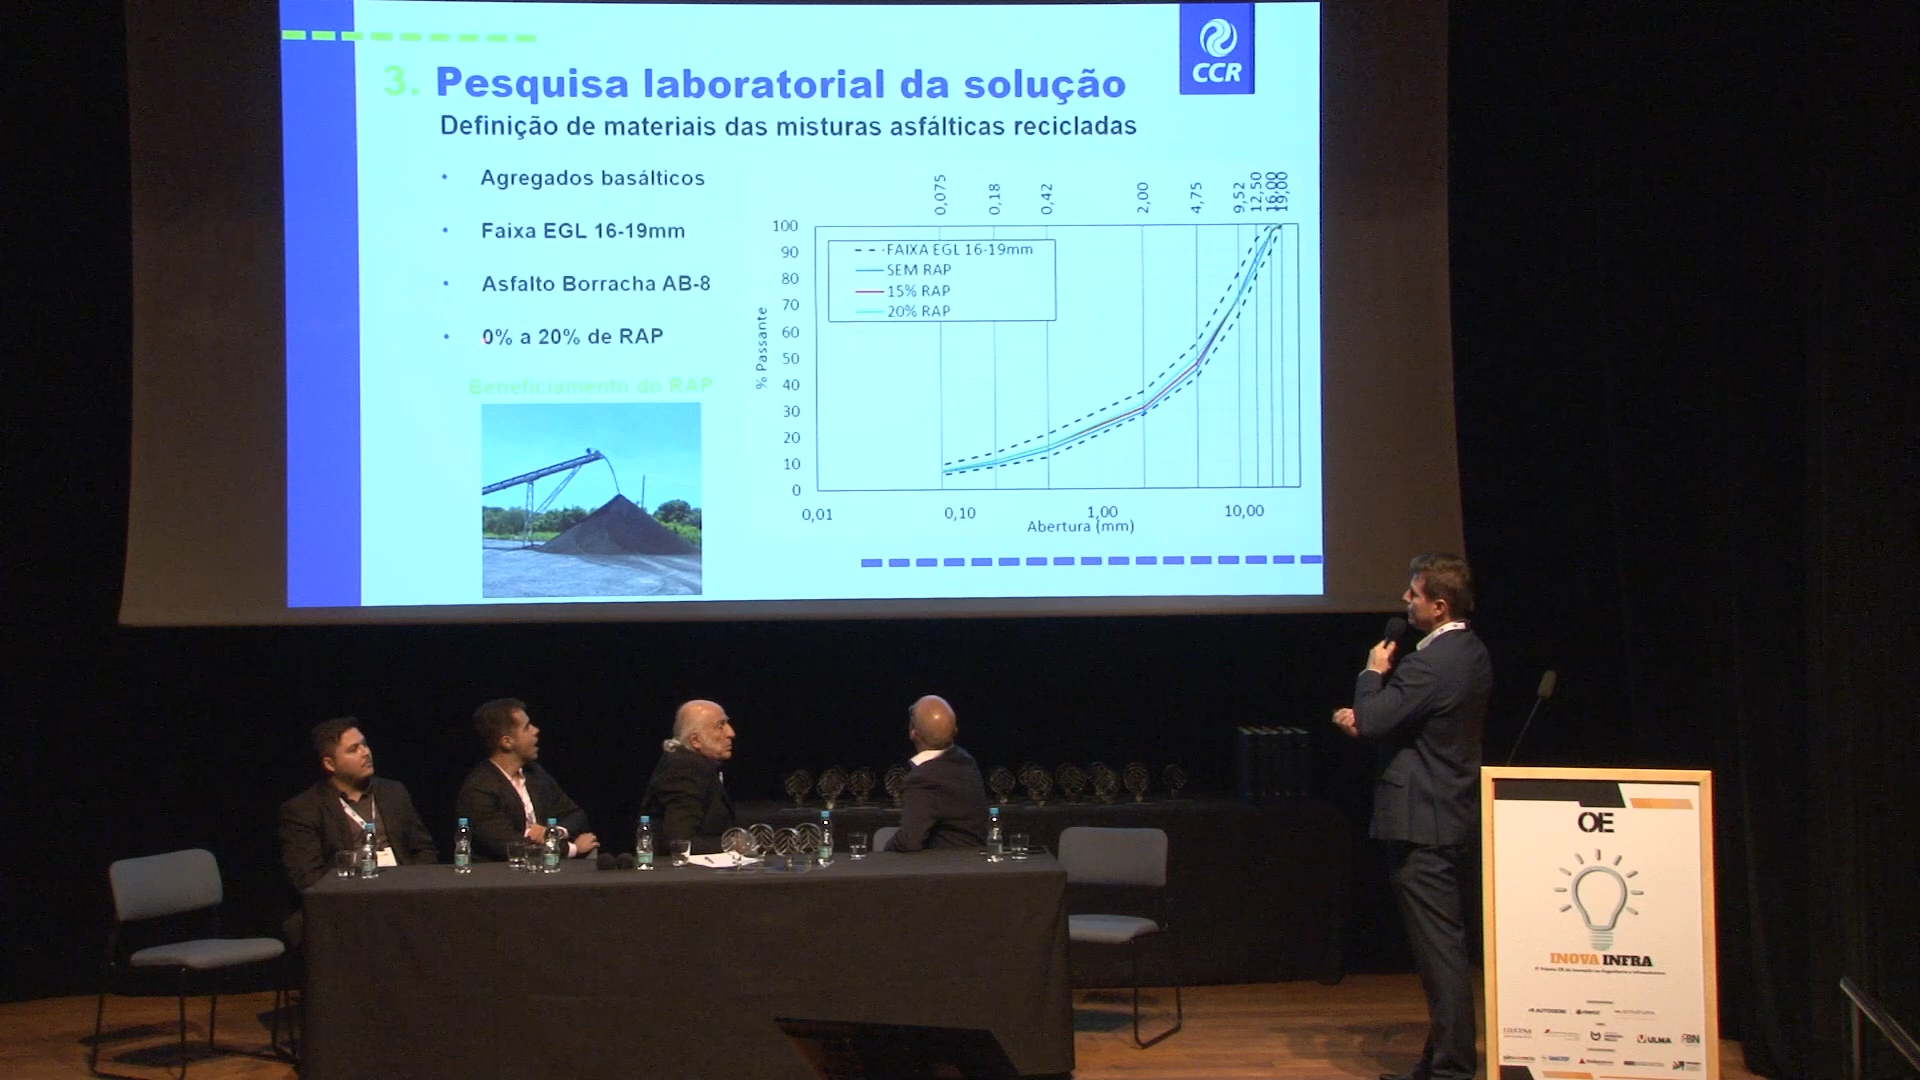 CCR
3. Pesquisa laboratorial da solução
Definição de materiais das misturas asfálticas recicladas
• Agregados basálticos
• Faixa EGL 16-19mm
• Asfalto Borracha AB-8
• 0% a 20% de RAP
Beneficiamento do RAP
0,075 0,18 0,42 2,00 4,75 9,52 12,50 16,00 19,00
% Passante
100
90
80
70
60
50
40
30
20
10
0
FAIXA EGL 16-19mm
SEM RAP
15% RAP
20% RAP
0,01 0,10 1,00 10,00
Abertura (mm)
OE
INOVA INFRA
AUTODESK
ULMA